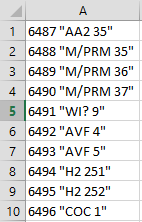 A
1 6487 "AA2 35"
2 6488 "M/PRM 35"
3 6489 "M/PRM 36"
4 6490 "M/PRM 37"
5 6491 "WI? 9"
6 6492 "AVF 4"
7 6493 "AVF 5"
8 6494 "H2 251"
9 6495 "H2 252"
10 6496 "COC 1"